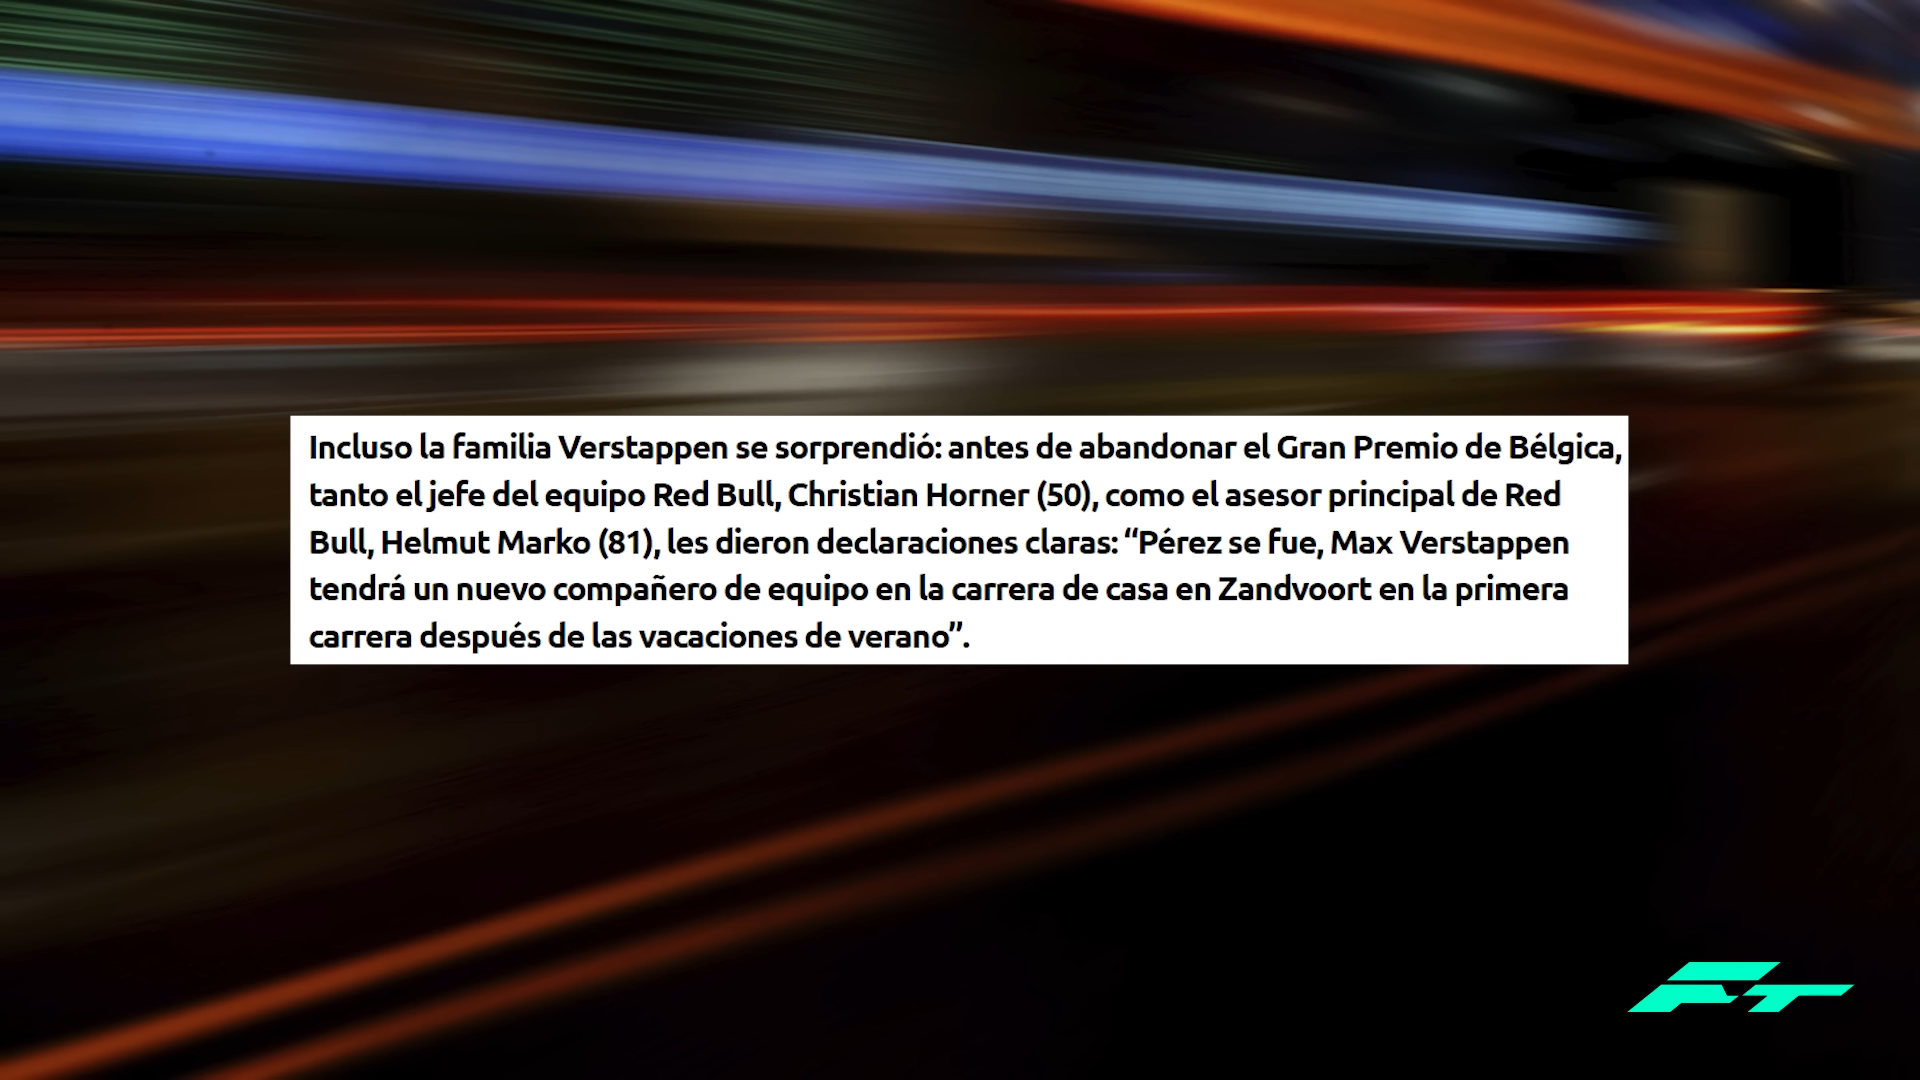 Incluso la familia Verstappen se sorprendió: antes de abandonar el Gran Premio de Bélgica,
tanto el jefe del equipo Red Bull, Christian Horner (50), como el asesor principal de Red
Bull, Helmut Marko (81), les dieron declaraciones claras: “Pérez se fue, Max Verstappen
tendrá un nuevo compañero de equipo en la carrera de casa en Zandvoort en la primera
carrera después de las vacaciones de verano”.
FT